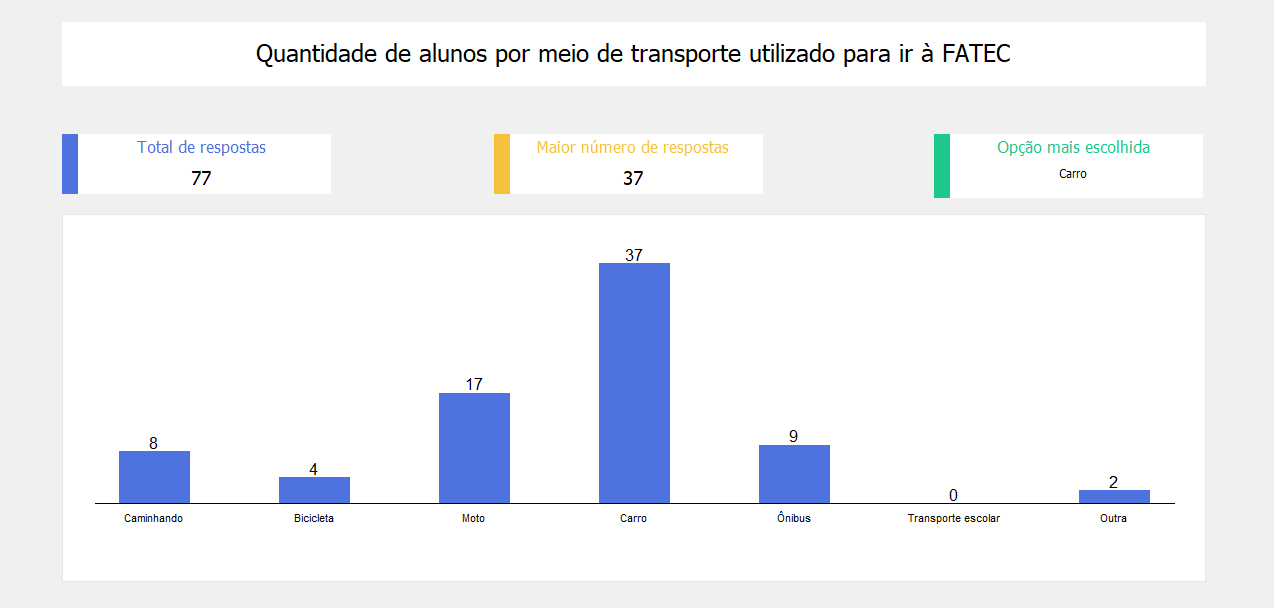 Quantidade de alunos por meio de transporte utilizado para ir à FATEC
Total de respostas
77
Maior número de respostas
37
Opção mais escolhida
Carro
8
4
17
37
9
0
2
Caminhando
Bicicleta
Moto
Carro
Ônibus
Transporte escolar
Outra